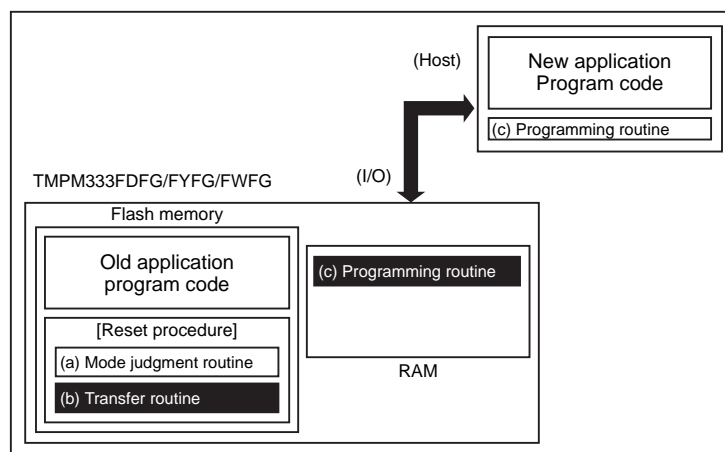 (Host)
New application
Program code
(c) Programming routine
(I/O)
TMPM333FDFG/FYFG/FWFG
Flash memory
Old application
program code
[Reset procedure]
(a) Mode judgment routine
(b) Transfer routine
(c) Programming routine
RAM